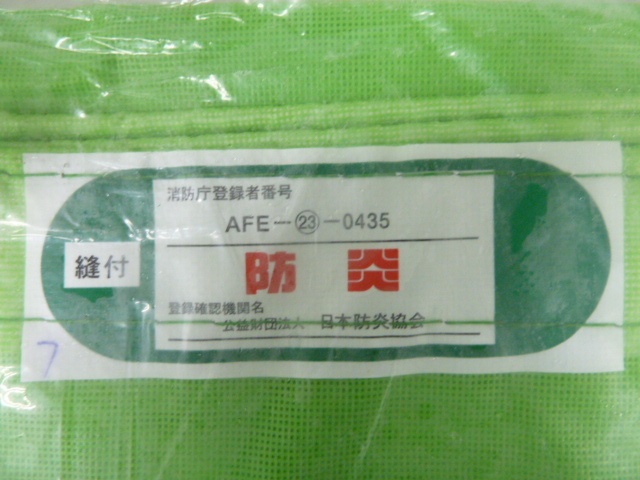 消防庁登録者番号
AFE-㉓-0435
縫付
防炎
登録確認機関名
公益財団法人 日本防炎協会
フ